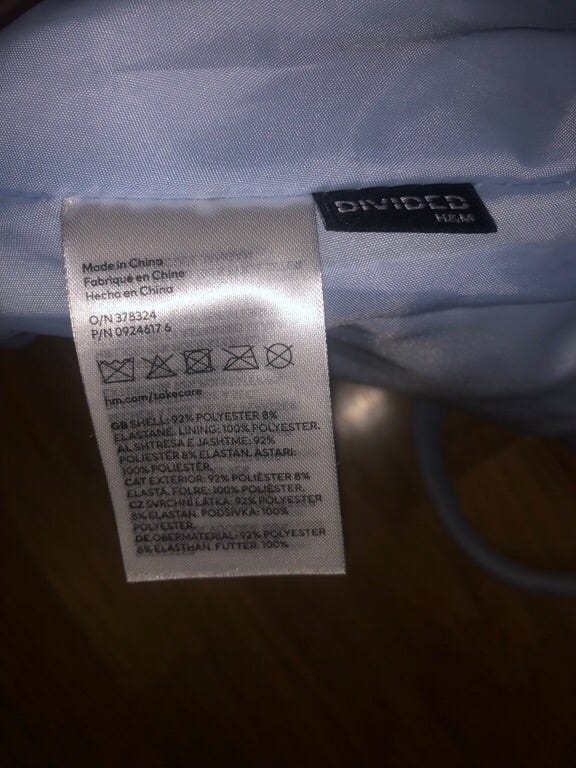 DIVIDED
H&M
Made in China
Fabriqué en Chine
Hecho en China
O/N 378324
P/N 0924617 6
hm.com/takecare
GB SHELL: 92% POLYESTER 8%
ELASTANE. LINING: 100% POLYESTER.
AL SHTRESA E JASHTME: 92%
POLIESTËR 8% ELASTAN. ASTARI:
100% POLIESTËR.
CAT EXTERIOR: 92% POLIÈSTER 8%
ELASTÀ. FOLRE: 100% POLIÈSTER.
CZ SVRCHNÍ LÁTKA: 92% POLYESTER
8% ELASTAN. PODŠÍVKA: 100%
POLYESTER.
DE OBERMATERIAL: 92% POLYESTER
8% ELASTHAN. FUTTER: 100%